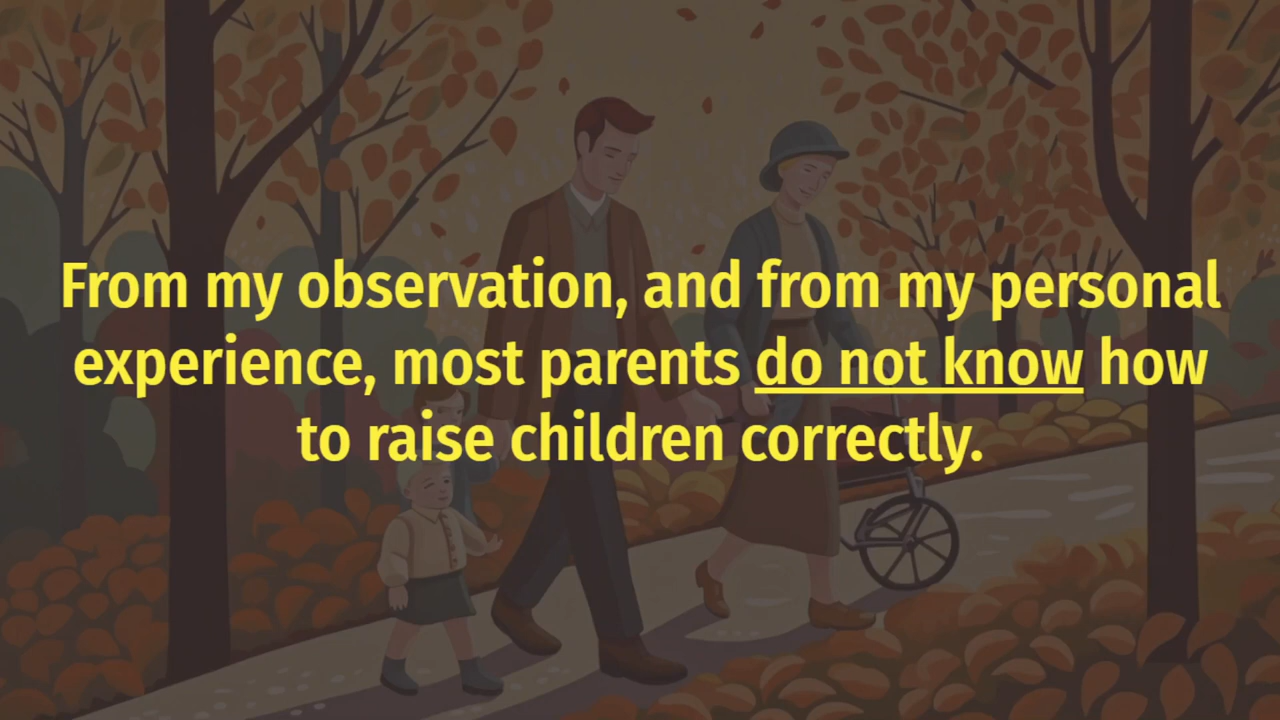 From my observation, and from my personal
experience, most parents do not know how
to raise children correctly.